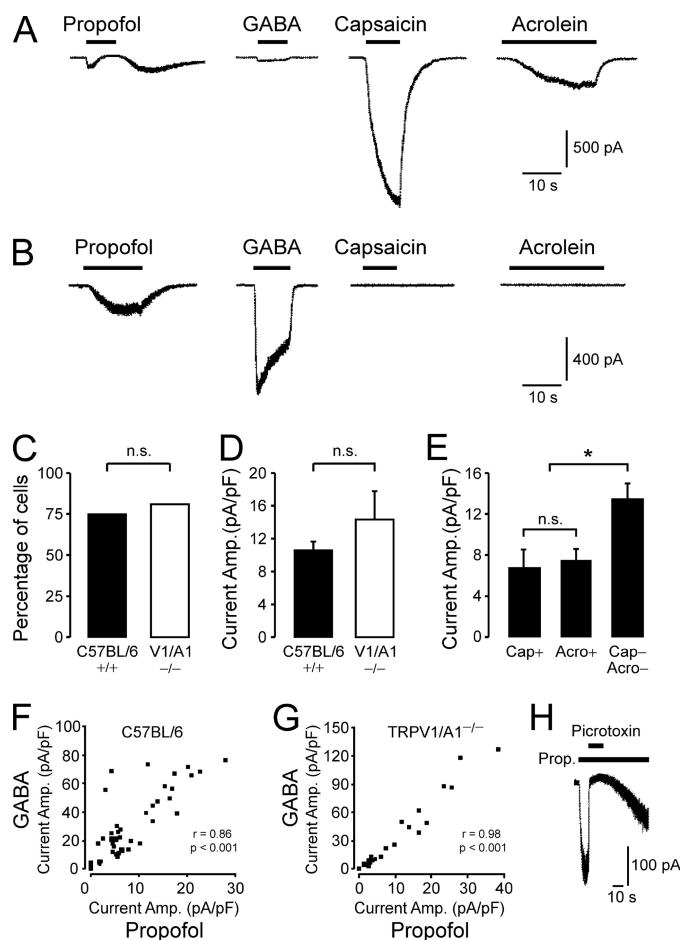 A
Propofol GABA Capsaicin Acrolein
500 pA
10 s
B
Propofol GABA Capsaicin Acrolein
400 pA
10 s
C
n.s.
Percentage of cells
100
75
50
25
0
C57BL/6 V1/A1
+/+ −/−
D
n.s.
Current Amp.(pA/pF)
20
16
12
8
4
0
C57BL/6 V1/A1
+/+ −/−
E
*
n.s.
Current Amp.(pA/pF)
16
12
8
4
0
Cap+ Acro+ Cap−
Acro−
F
C57BL/6
GABA
Current Amp. (pA/pF)
100
80
60
40
20
0
r = 0.86
p < 0.001
0 10 20 30
Current Amp. (pA/pF)
Propofol
G
TRPV1/A1−/−
GABA
Current Amp. (pA/pF)
150
120
90
60
30
0
r = 0.98
p < 0.001
0 10 20 30 40
Current Amp. (pA/pF)
Propofol
H
Picrotoxin
Prop.
100 pA
10 s